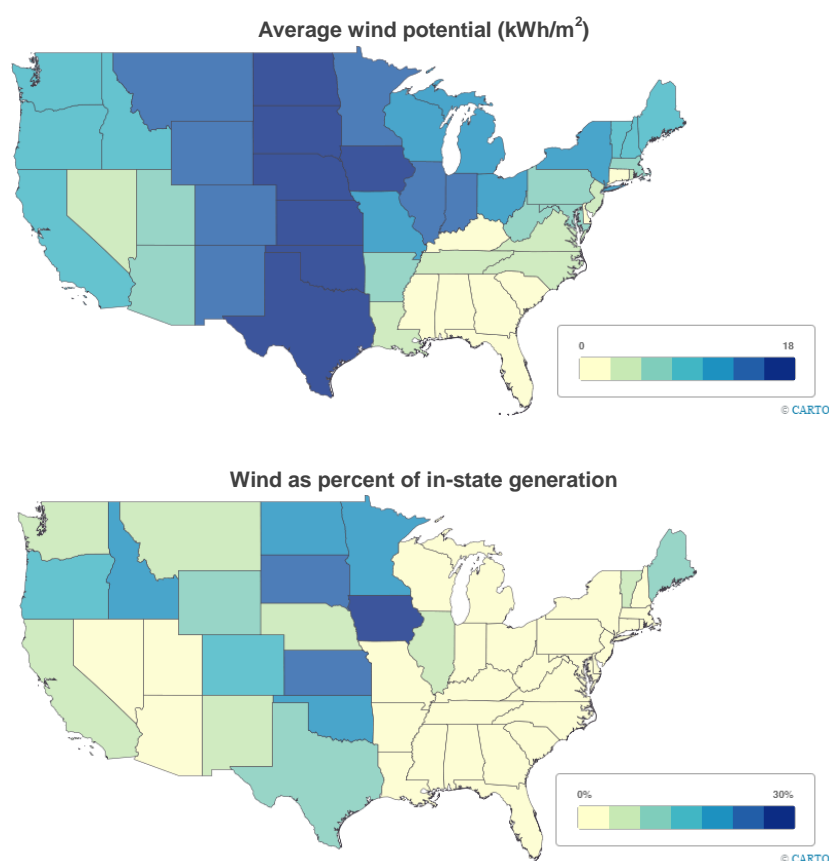 Average wind potential (kWh/m²)
0 18
© CARTO
Wind as percent of in-state generation
0% 30%
© CARTO